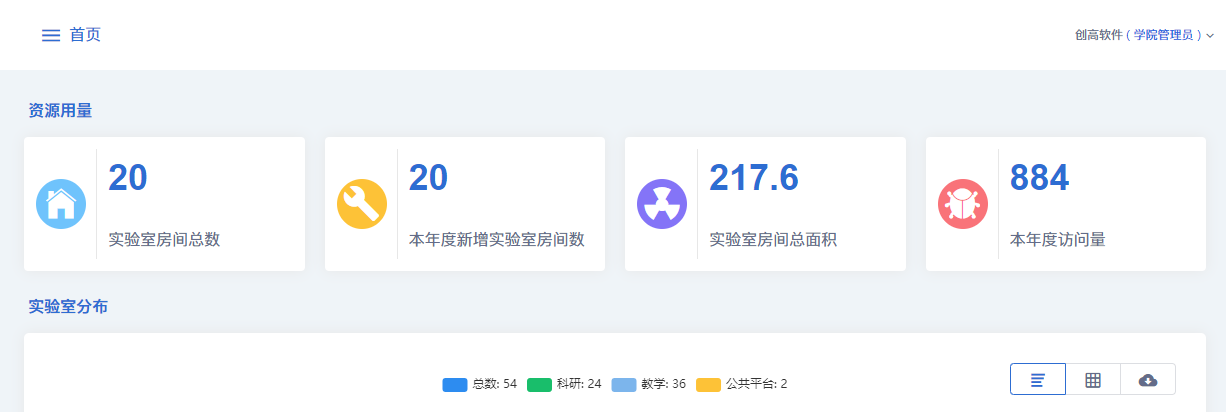 首页
创高软件 ( 学院管理员 )
资源用量
20
实验室房间总数
20
本年度新增实验室房间数
217.6
实验室房间总面积
884
本年度访问量
实验室分布
总数: 54 科研: 24 教学: 36 公共平台: 2